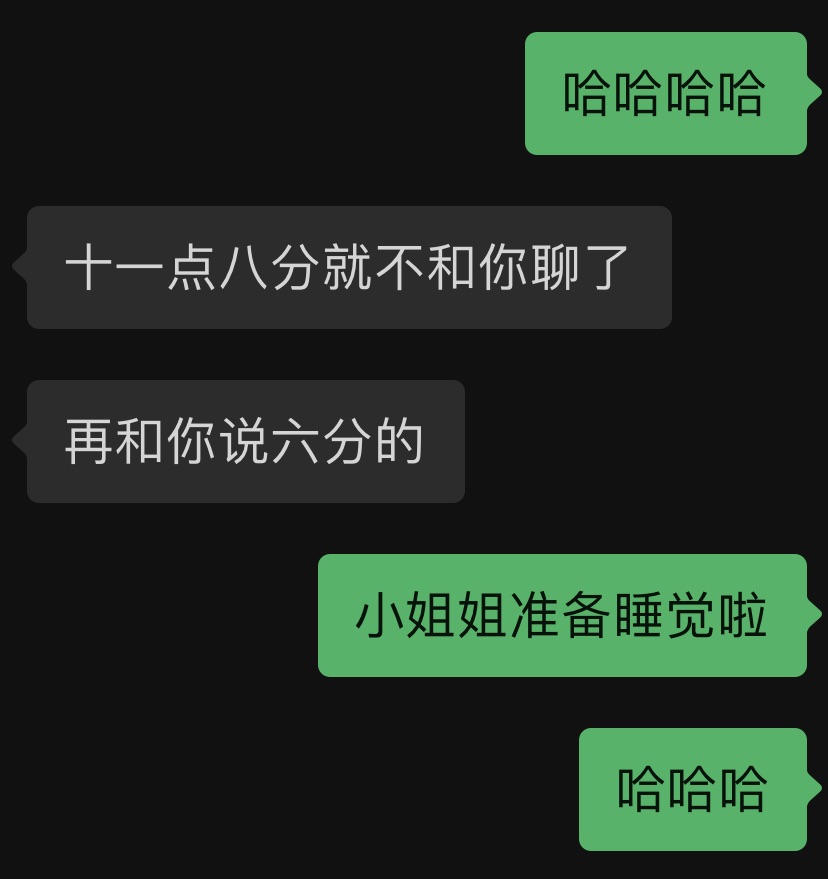 哈哈哈哈
十一点八分就不和你聊了
再和你说六分的
小姐姐准备睡觉啦
哈哈哈